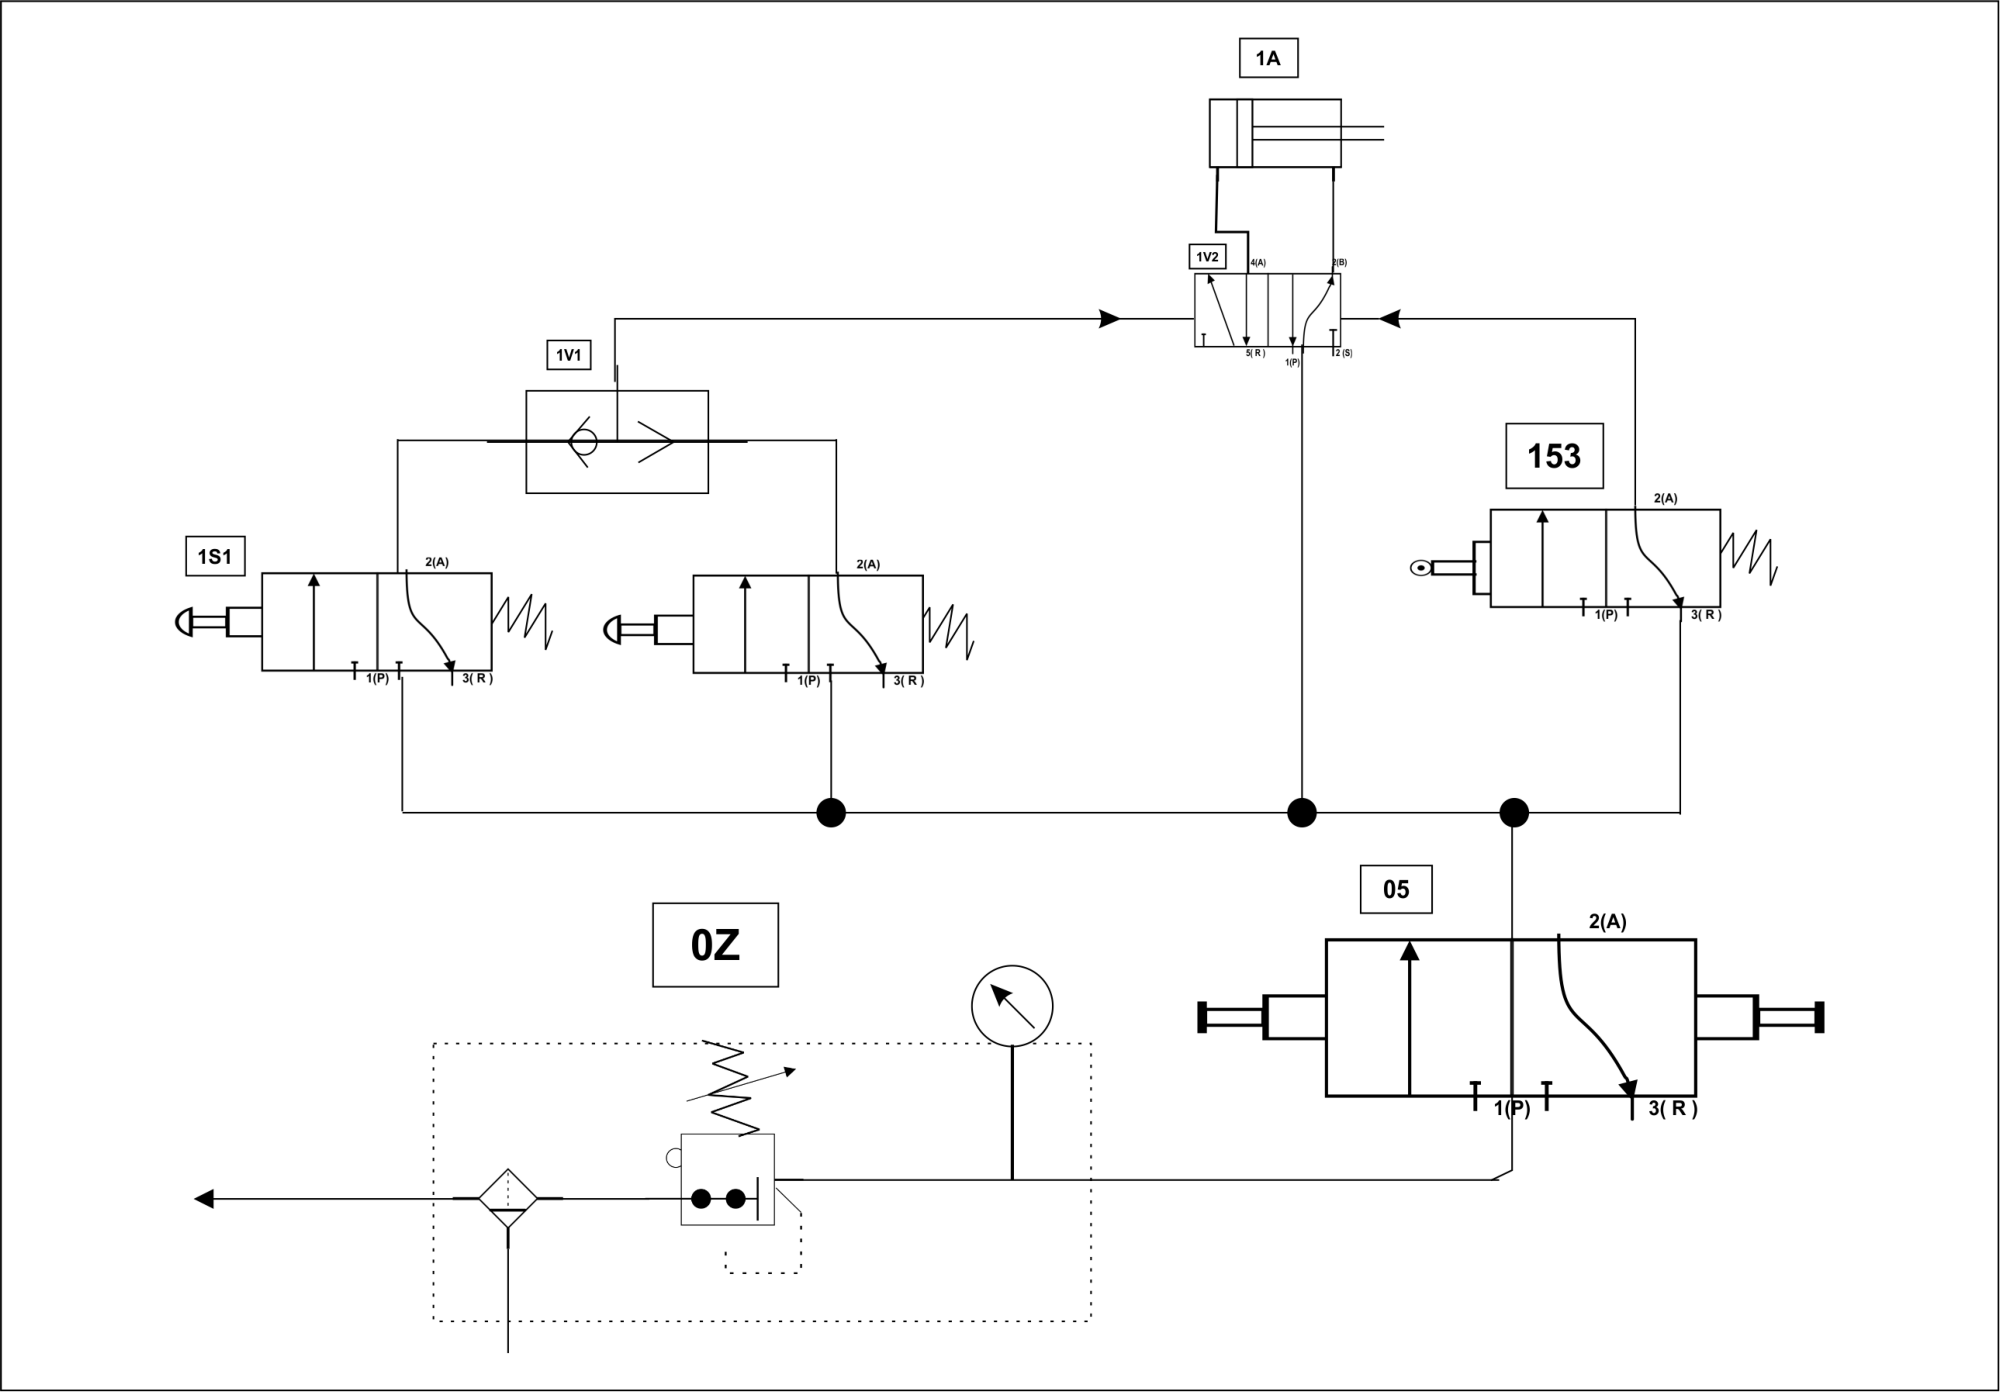 1A
1V2
4(A)
2(B)
5( R )
1(P)
2 (S)
1V1
153
2(A)
1(P)
3( R )
1S1
2(A)
1(P)
3( R )
2(A)
1(P)
3( R )
05
2(A)
1(P)
3( R )
0Z